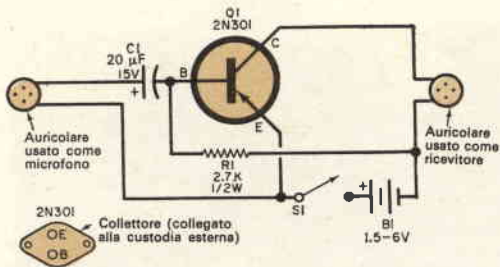 Q1
2N301
C
C1
20 µF
15V
+
B
E
Auricolare
usato come
microfono
Auricolare
usato come
ricevitore
R1
2.7K
1/2W
S1
+
B1
1.5-6V
2N301
OE
OB
Collettore (collegato
alla custodia esterna)